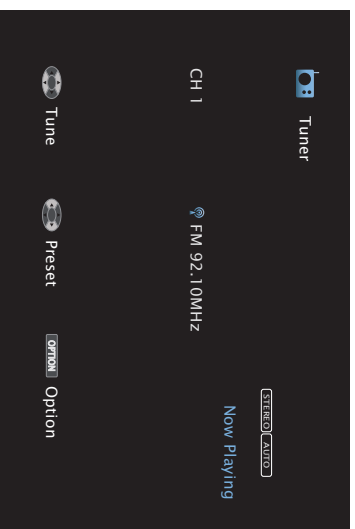 Tuner
STEREO AUTO
Now Playing
CH 1 FM 92.10MHz
Tune Preset OPTION Option